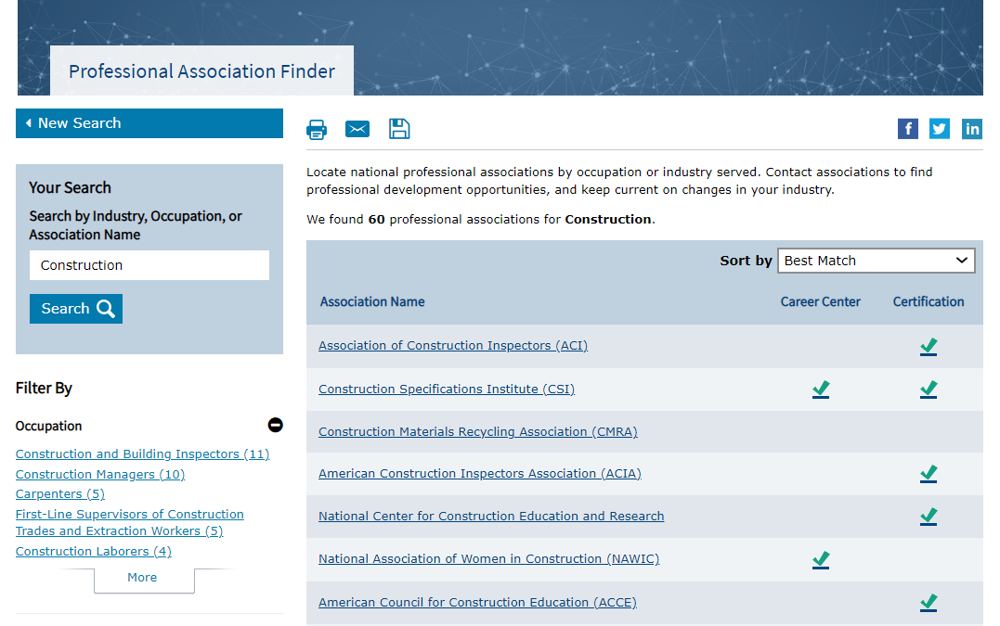 Professional Association Finder
New Search
Your Search
Search by Industry, Occupation, or
Association Name
Construction
Search
Filter By
Occupation
Construction and Building Inspectors (11)
Construction Managers (10)
Carpenters (5)
First-Line Supervisors of Construction
Trades and Extraction Workers (5)
Construction Laborers (4)
More
f in
Locate national professional associations by occupation or industry served. Contact associations to find
professional development opportunities, and keep current on changes in your industry.
We found 60 professional associations for Construction.
Sort by Best Match
Association Name Career Center Certification
Association of Construction Inspectors (ACI)
Construction Specifications Institute (CSI)
Construction Materials Recycling Association (CMRA)
American Construction Inspectors Association (ACIA)
National Center for Construction Education and Research
National Association of Women in Construction (NAWIC)
American Council for Construction Education (ACCE)